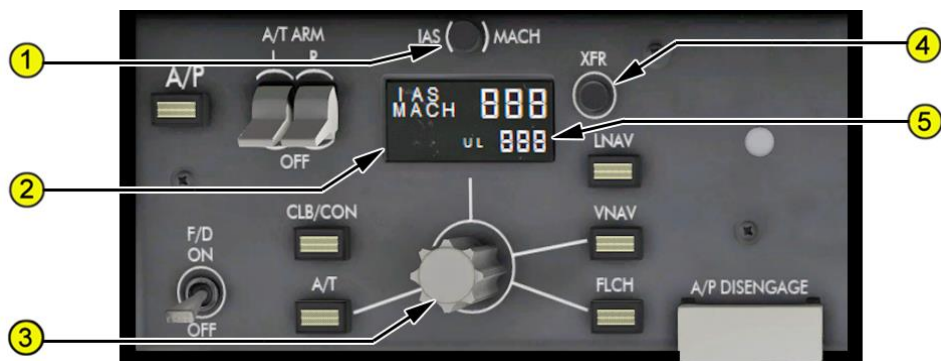 IAS ( ) MACH
A/T ARM
L R
XFR
A/P
IAS
MACH 888
UL 888
OFF
LNAV
CLB/CON
VNAV
F/D
ON
A/T
FLCH
A/P DISENGAGE
OFF
1
2
3
4
5